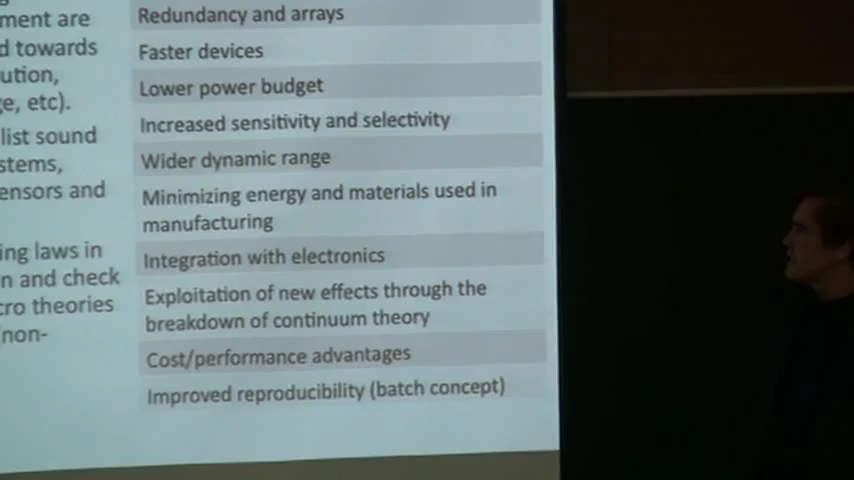 ment are
d towards
ution,
e, etc).
list sound
stems,
ensors and
ing laws in
n and check
cro theories
non-
Redundancy and arrays
Faster devices
Lower power budget
Increased sensitivity and selectivity
Wider dynamic range
Minimizing energy and materials used in
manufacturing
Integration with electronics
Exploitation of new effects through the
breakdown of continuum theory
Cost/performance advantages
Improved reproducibility (batch concept)